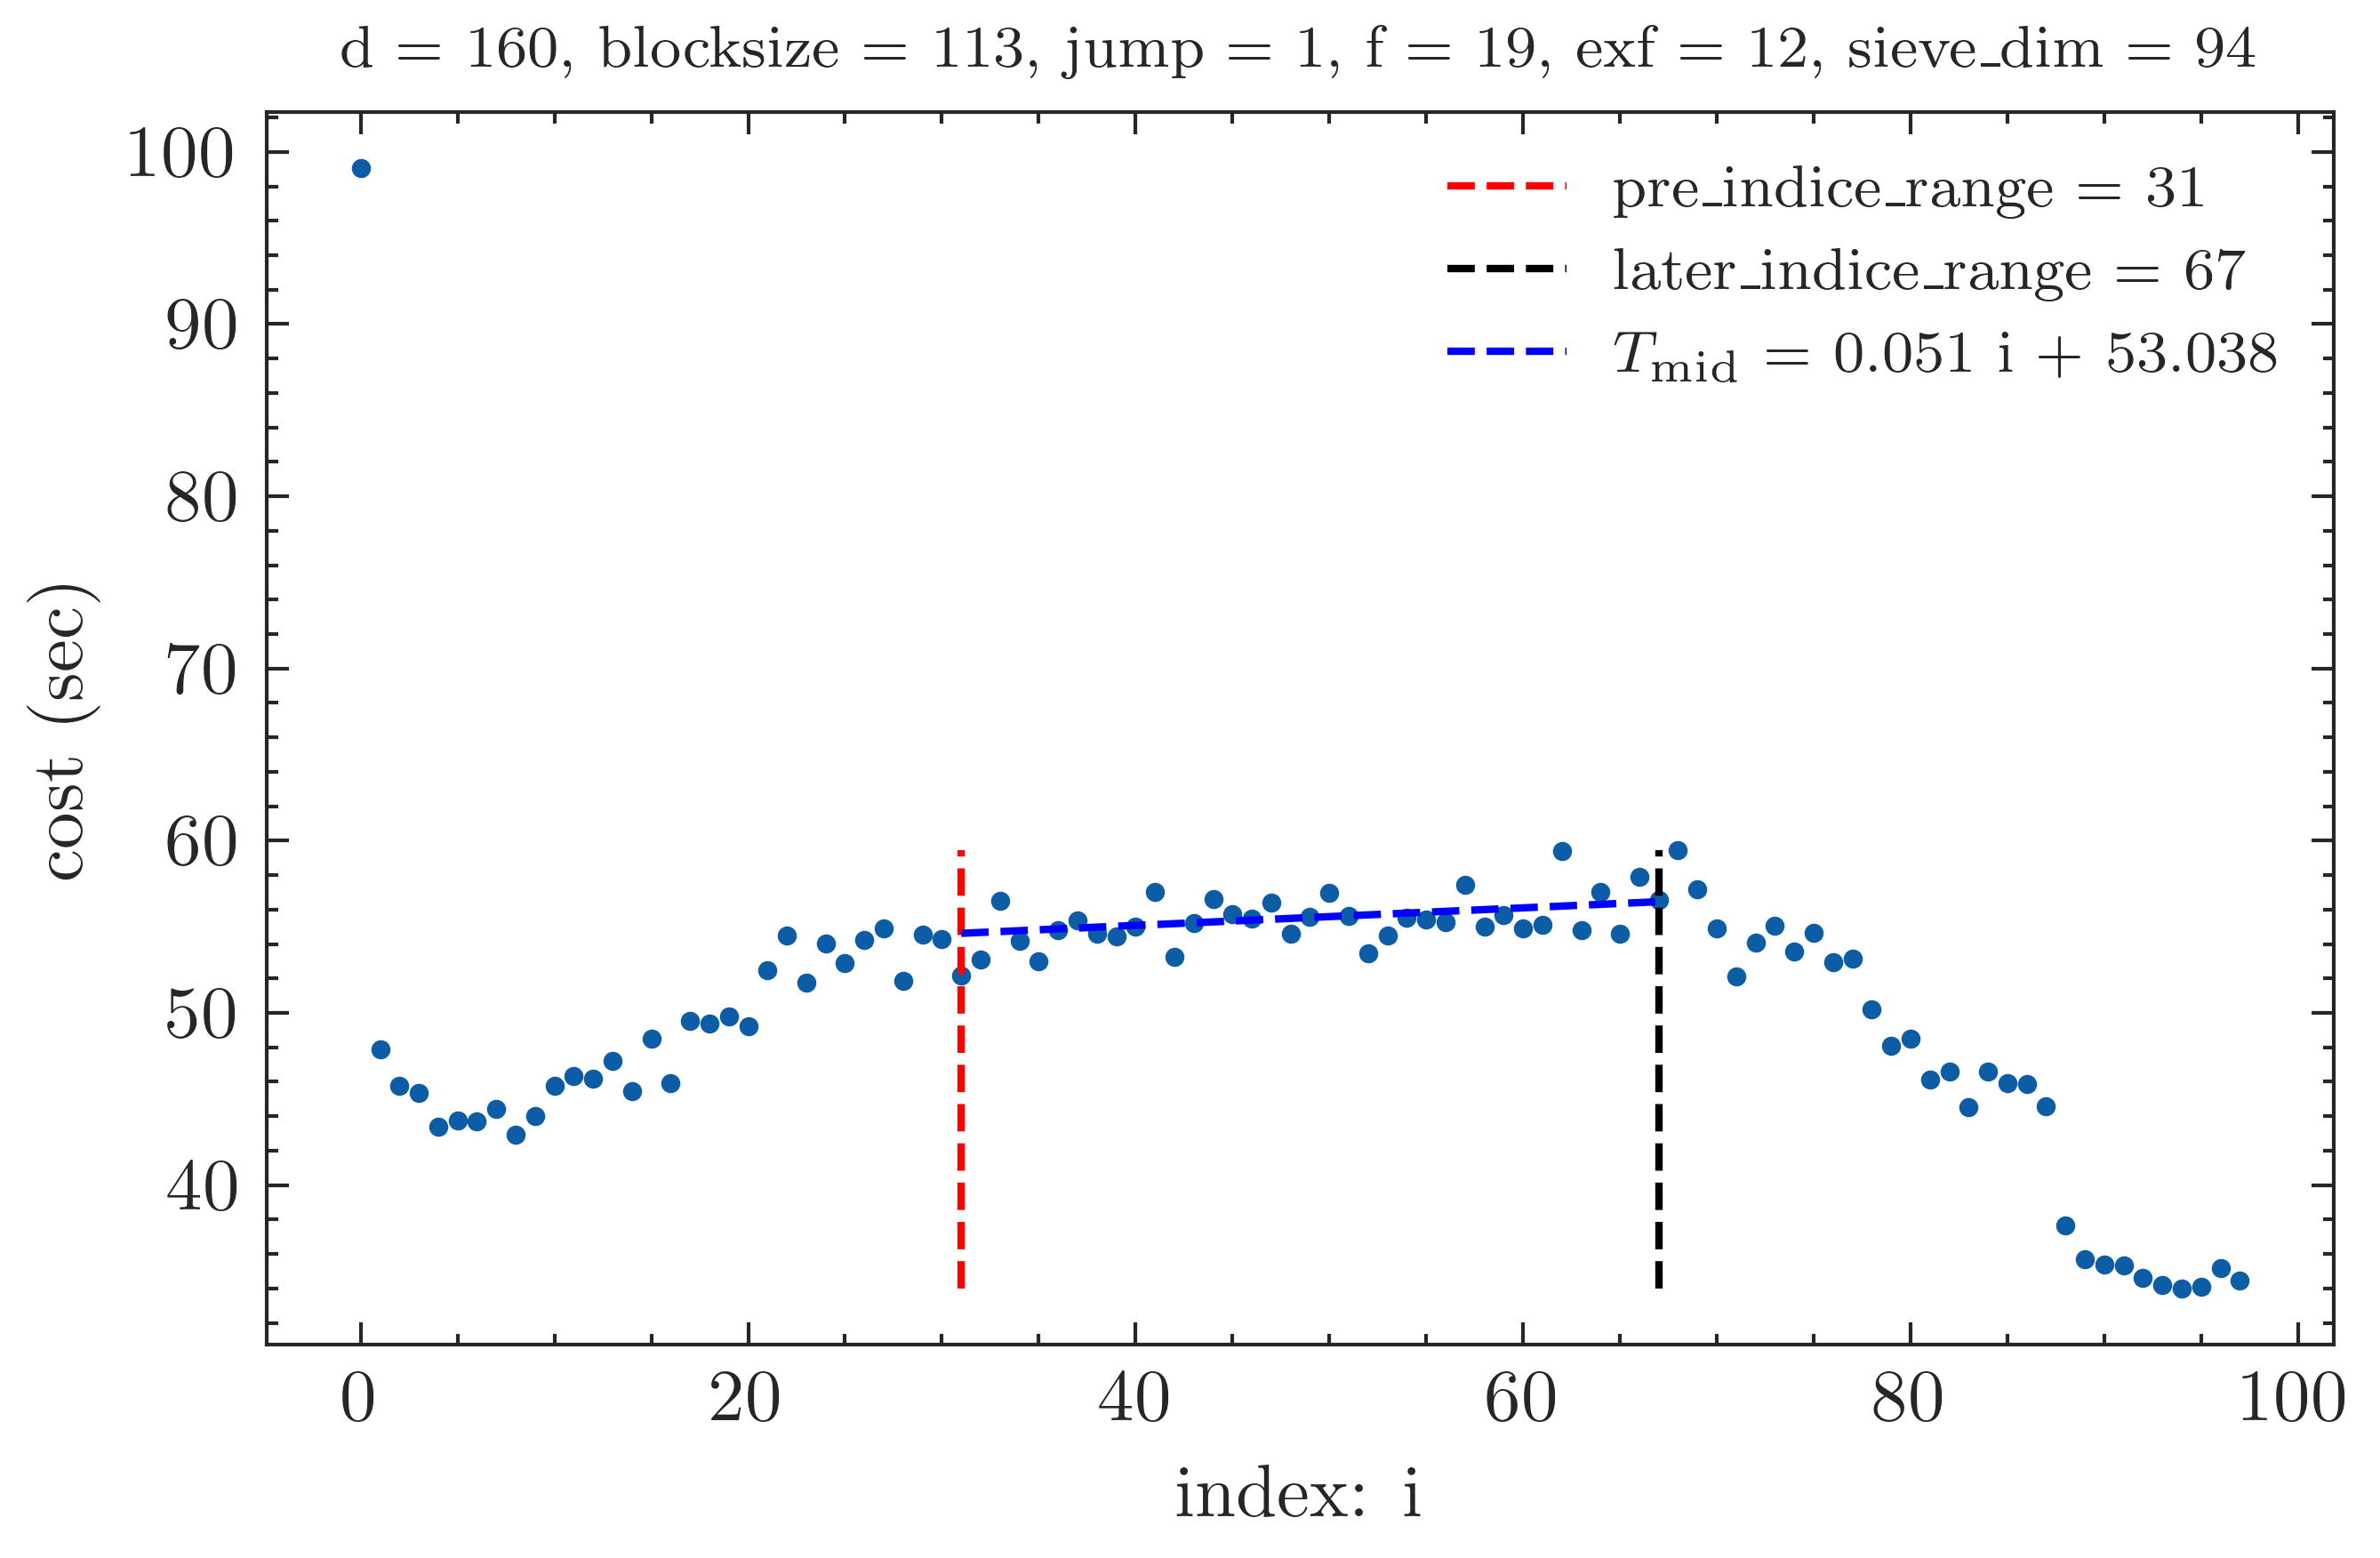 d = 160, blocksize = 113, jump = 1, f = 19, exf = 12, sieve_dim = 94
pre_indice_range = 31
later_indice_range = 67
T_mid = 0.051 i + 53.038
cost (sec)
100
90
80
70
60
50
40
0 20 40 60 80 100
index: i